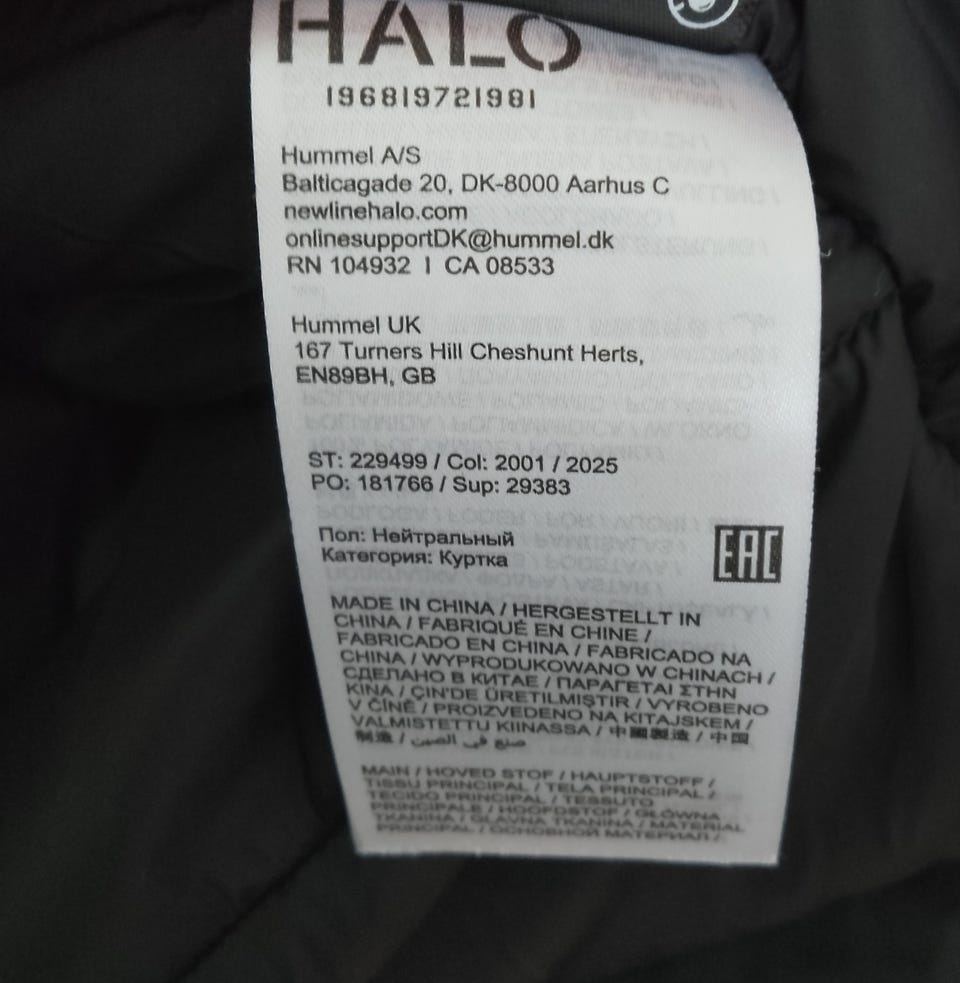 HALO
196819721981
Hummel A/S
Balticagade 20, DK-8000 Aarhus C
newlinehalo.com
onlinesupportDK@hummel.dk
RN 104932 I CA 08533
Hummel UK
167 Turners Hill Cheshunt Herts,
EN89BH, GB
ST: 229499 / Col: 2001 / 2025
PO: 181766 / Sup: 29383
Пол: Нейтральный
Категория: Куртка
EAC
MADE IN CHINA / HERGESTELLT IN
CHINA / FABRIQUÉ EN CHINE /
FABRICADO EN CHINA / FABRICADO NA
CHINA / WYPRODUKOWANO W CHINACH /
СДЕЛАНО В КИТАЕ / ΠΑΡΑΓΕΤΑΙ ΣΤΗΝ
ΚΙΝΑ / ÇIN'DE ÜRETILMIŞTIR / VYROBENO
V ČÍNĚ / PROIZVEDENO NA KITAJSKEM /
VALMISTETTU KIINASSA / 中國製造 / 中国
制造 / صنع في الصين
MAIN / HOVED STOF / HAUPTSTOFF /
TISSU PRINCIPAL / TELA PRINCIPAL /
TECIDO PRINCIPAL / TESSUTO
PRINCIPALE / HOOFDSTOF / GŁÓWNA
TKANINA / GLAVNA TKANINA / MATERIAL
PRINCIPAL / ОСНОВНОЙ МАТЕРИАЛ /